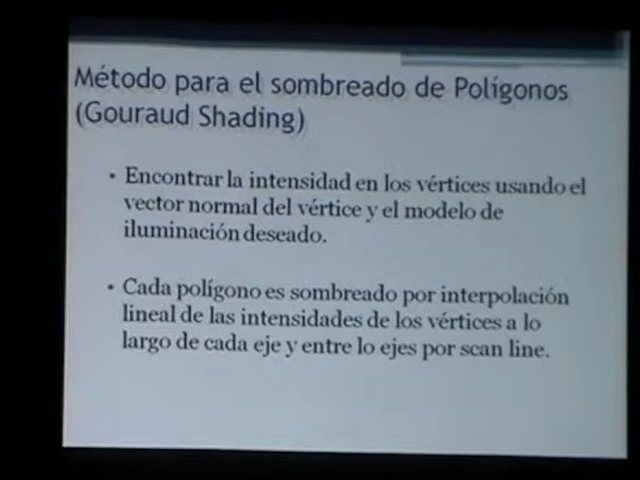 Método para el sombreado de Polígonos
(Gouraud Shading)
• Encontrar la intensidad en los vértices usando el
vector normal del vértice y el modelo de
iluminación deseado.
• Cada polígono es sombreado por interpolación
lineal de las intensidades de los vértices a lo
largo de cada eje y entre lo ejes por scan line.